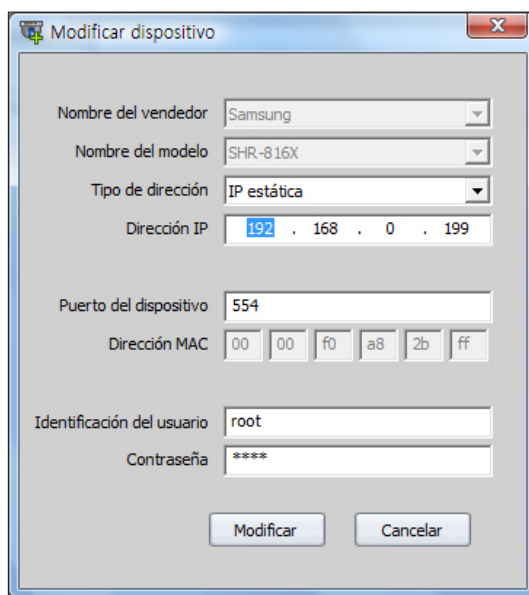 Modificar dispositivo
Nombre del vendedor Samsung
Nombre del modelo SHR-816X
Tipo de dirección IP estática
Dirección IP 192 . 168 . 0 . 199
Puerto del dispositivo 554
Dirección MAC 00 00 f0 a8 2b ff
Identificación del usuario root
Contraseña ****
Modificar Cancelar